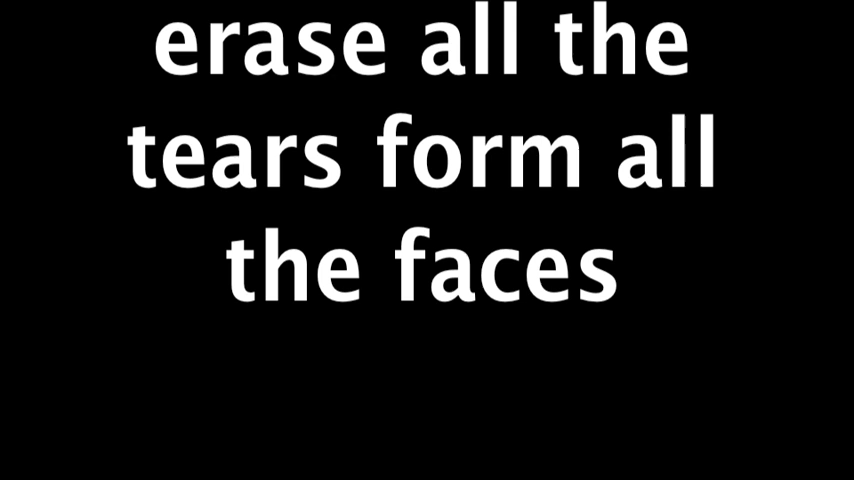 erase all the
tears form all
the faces